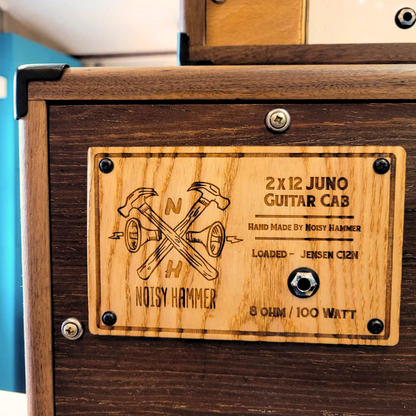 N
H
NOISY HAMMER
2 x 12 JUNO
GUITAR CAB
HAND MADE BY NOISY HAMMER
LOADED - JENSEN C12N
8 OHM / 100 WATT